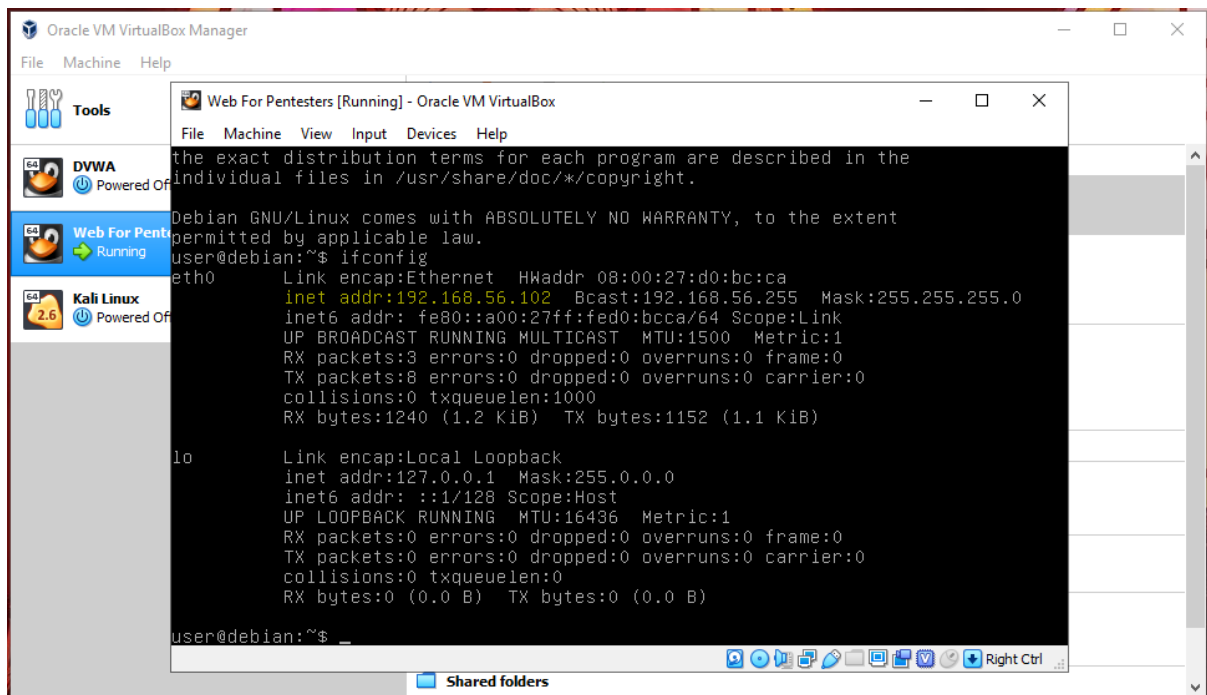 Oracle VM VirtualBox Manager
File Machine Help
Tools
64
DVWA
Powered Of
64
Web For Pente
Running
64
2.6
Kali Linux
Powered Of
Web For Pentesters [Running] - Oracle VM VirtualBox
File Machine View Input Devices Help
the exact distribution terms for each program are described in the
individual files in /usr/share/doc/*/copyright.
Debian GNU/Linux comes with ABSOLUTELY NO WARRANTY, to the extent
permitted by applicable law.
user@debian:~$ ifconfig
eth0 Link encap:Ethernet HWaddr 08:00:27:d0:bc:ca
inet addr:192.168.56.102 Bcast:192.168.56.255 Mask:255.255.255.0
inet6 addr: fe80::a00:27ff:fed0:bcca/64 Scope:Link
UP BROADCAST RUNNING MULTICAST MTU:1500 Metric:1
RX packets:3 errors:0 dropped:0 overruns:0 frame:0
TX packets:8 errors:0 dropped:0 overruns:0 carrier:0
collisions:0 txqueuelen:1000
RX bytes:1240 (1.2 KiB) TX bytes:1152 (1.1 KiB)
lo Link encap:Local Loopback
inet addr:127.0.0.1 Mask:255.0.0.0
inet6 addr: ::1/128 Scope:Host
UP LOOPBACK RUNNING MTU:16436 Metric:1
RX packets:0 errors:0 dropped:0 overruns:0 frame:0
TX packets:0 errors:0 dropped:0 overruns:0 carrier:0
collisions:0 txqueuelen:0
RX bytes:0 (0.0 B) TX bytes:0 (0.0 B)
user@debian:~$ _
Right Ctrl
Shared folders